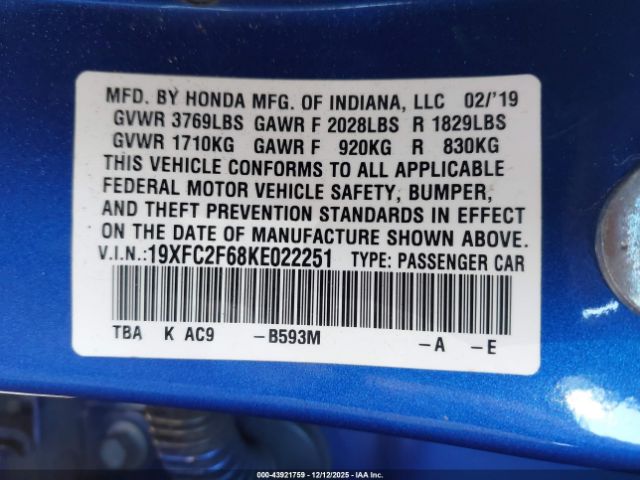 MFD. BY HONDA MFG. OF INDIANA, LLC 02/'19
GVWR 3769LBS GAWR F 2028LBS R 1829LBS
GVWR 1710KG GAWR F 920KG R 830KG
THIS VEHICLE CONFORMS TO ALL APPLICABLE
FEDERAL MOTOR VEHICLE SAFETY, BUMPER,
AND THEFT PREVENTION STANDARDS IN EFFECT
ON THE DATE OF MANUFACTURE SHOWN ABOVE.
V.I.N.:19XFC2F68KE022251 TYPE: PASSENGER CAR
TBA K AC9 –B593M –A –E
000-43921759 - 12/12/2025 - IAA Inc.